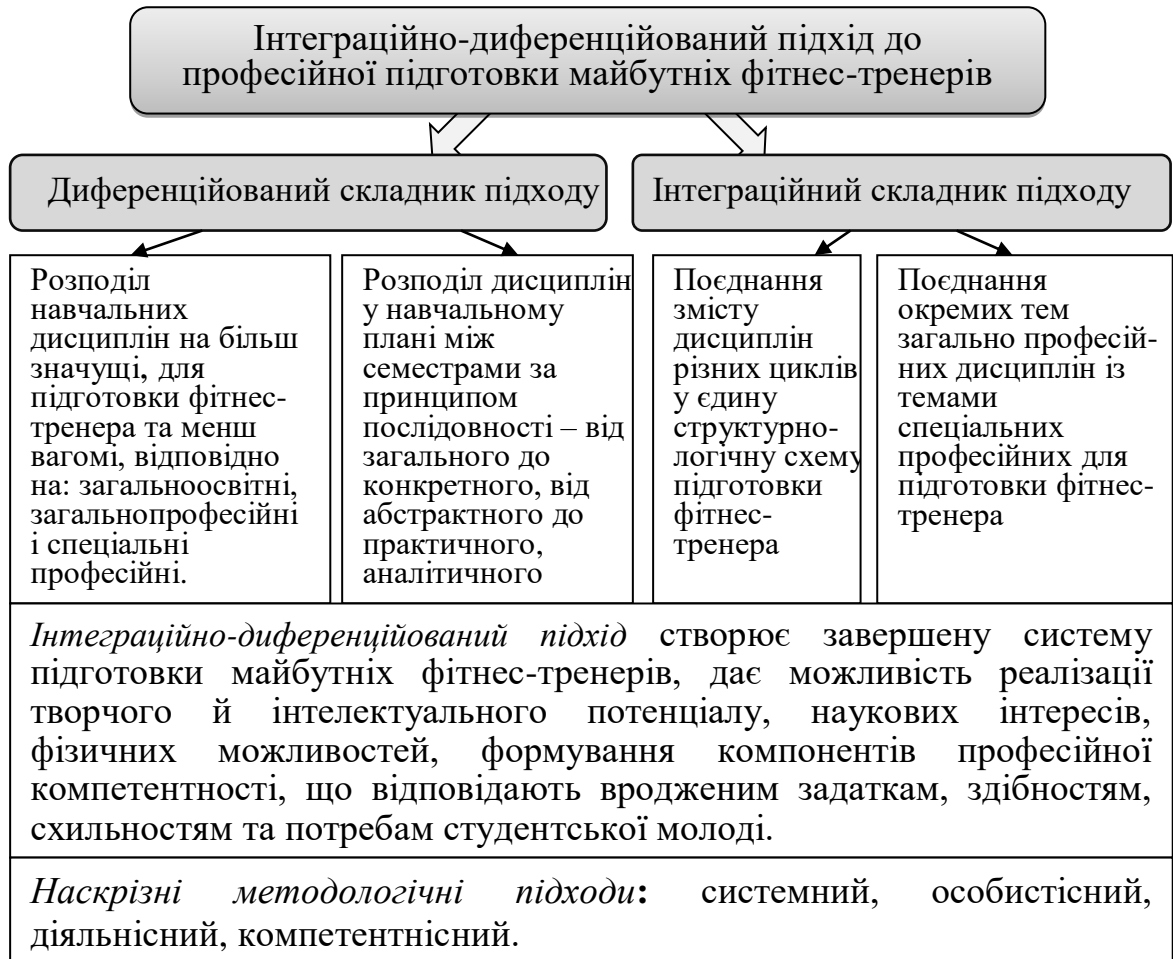 Інтеграційно-диференційований підхід до
професійної підготовки майбутніх фітнес-тренерів
Диференційований складник підходу
Інтеграційний складник підходу
Розподіл
навчальних
дисциплін на більш
значущі, для
підготовки фітнес-
тренера та менш
вагомі, відповідно
на: загальноосвітні,
загальнопрофесійні
і спеціальні
професійні.
Розподіл дисциплін
у навчальному
плані між
семестрами за
принципом
послідовності – від
загального до
конкретного, від
абстрактного до
практичного,
аналітичного
Поєднання
змісту
дисциплін
різних циклів
у єдину
структурно-
логічну схему
підготовки
фітнес-
тренера
Поєднання
окремих тем
загально професій-
них дисциплін із
темами
спеціальних
професійних для
підготовки фітнес-
тренера
Інтеграційно-диференційований підхід створює завершену систему
підготовки майбутніх фітнес-тренерів, дає можливість реалізації
творчого й інтелектуального потенціалу, наукових інтересів,
фізичних можливостей, формування компонентів професійної
компетентності, що відповідають вродженим задаткам, здібностям,
схильностям та потребам студентської молоді.
Наскрізні методологічні підходи: системний, особистісний,
діяльнісний, компетентнісний.